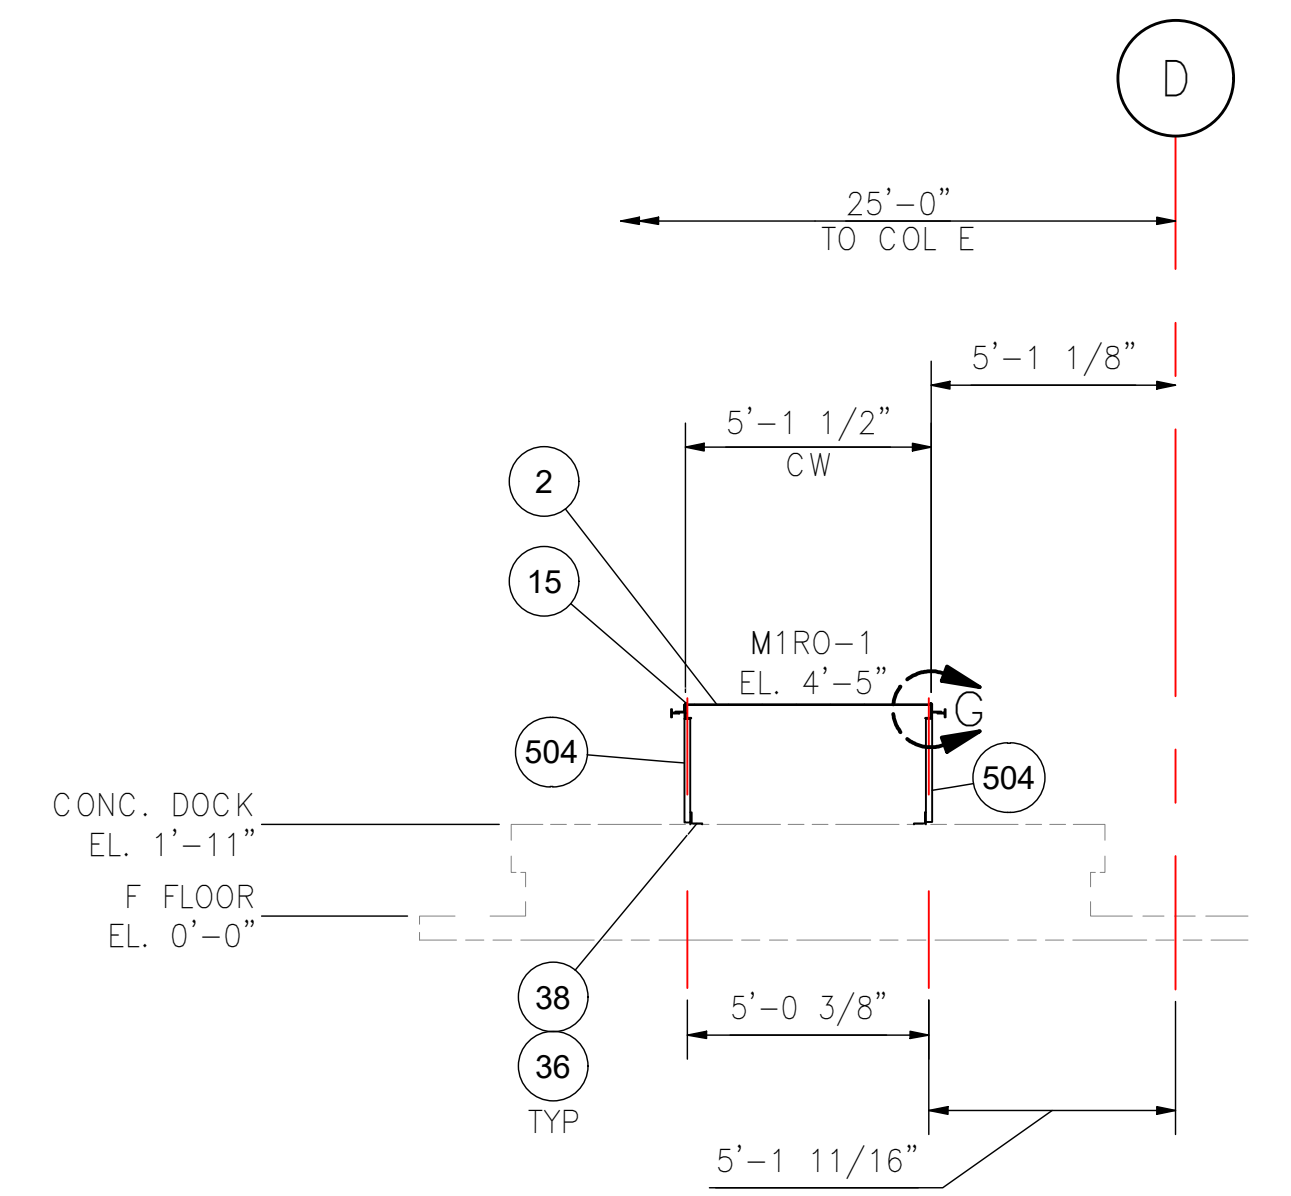 D
25'-0"
TO COL E
5'-1 1/8"
5'-1 1/2"
CW
2
15
M1RO-1
EL. 4'-5"
G
504
504
CONC. DOCK
EL. 1'-11"
F FLOOR
EL. 0'-0"
38
36
TYP
5'-0 3/8"
5'-1 11/16"